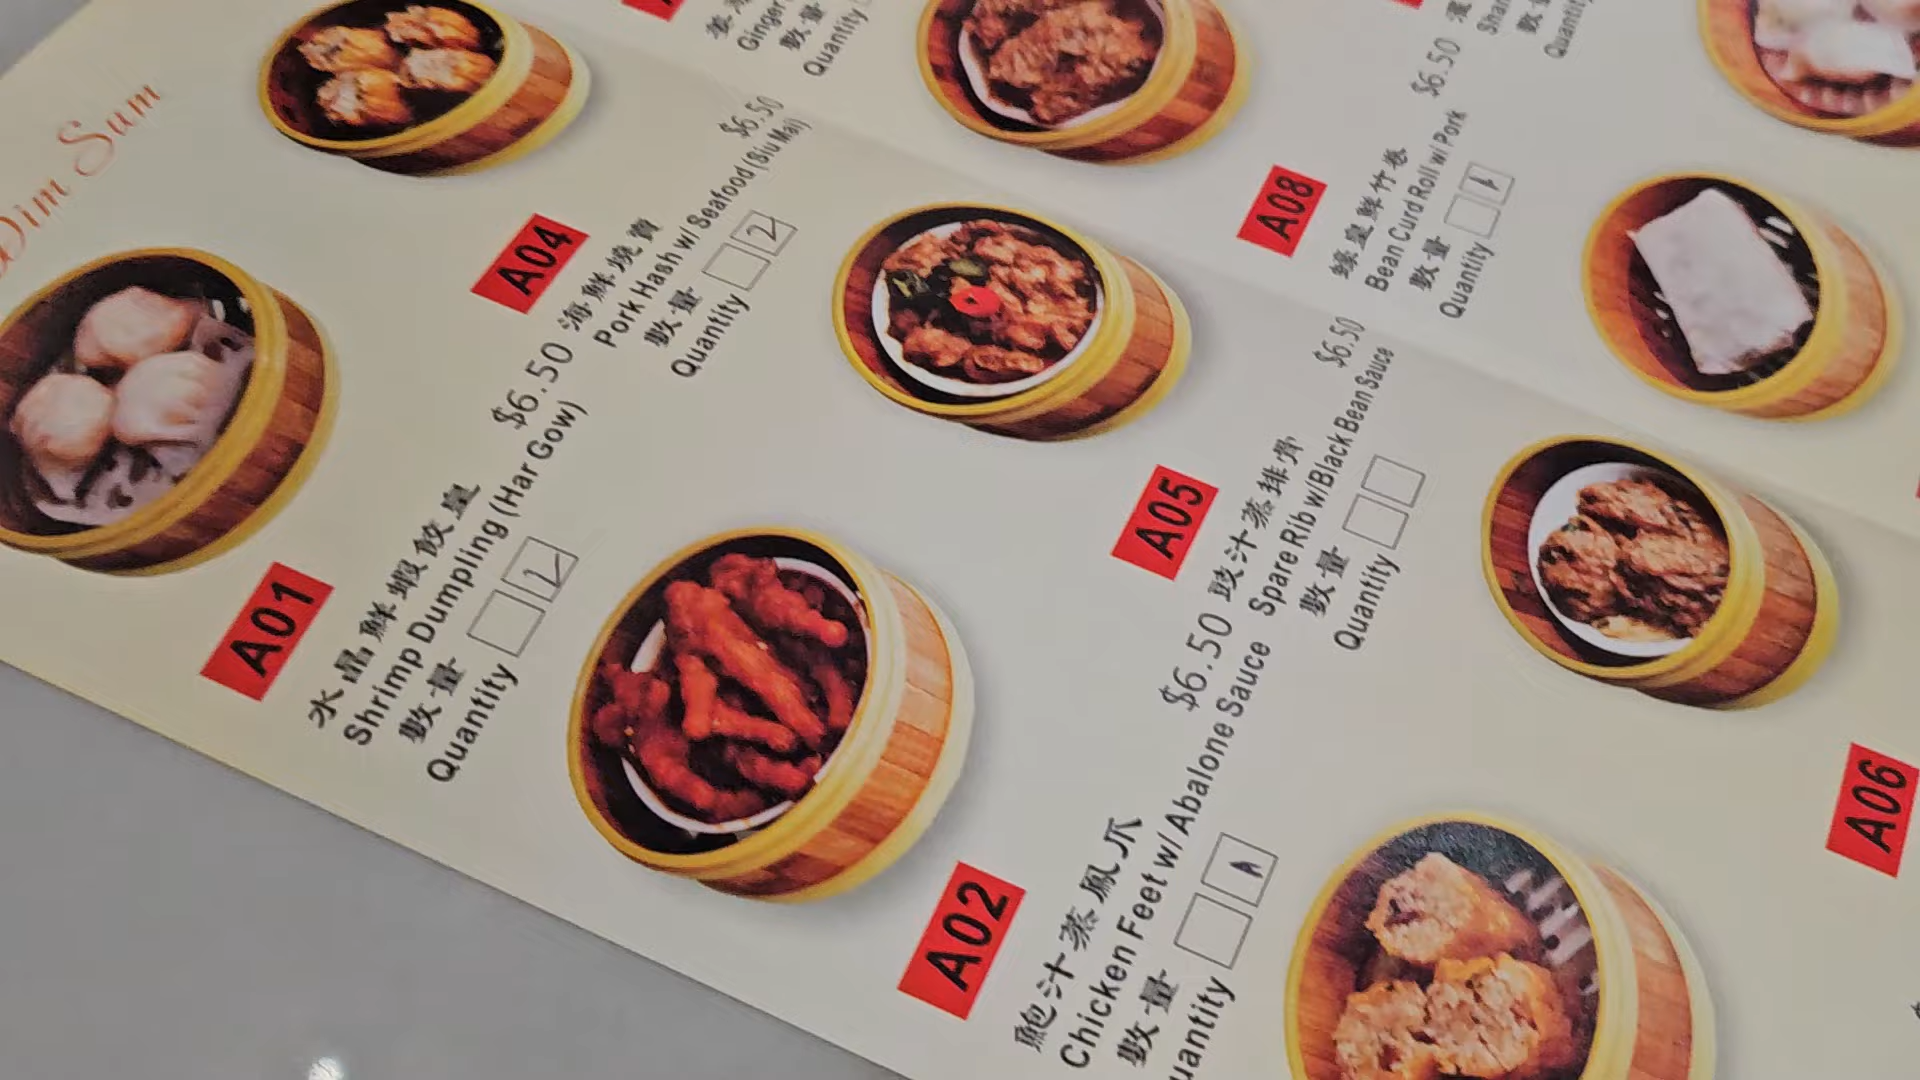 Dim Sum
A01
水晶鮮蝦餃皇 $6.50
Shrimp Dumpling (Har Gow)
數量
Quantity 2
A04
海鮮燒賣 $6.50
Pork Hash w/ Seafood (Siu Mai)
數量
Quantity 2
Ginger
數量
Quantity
A02
鮑汁蒸鳳爪 $6.50
Chicken Feet w/ Abalone Sauce
數量
uantity
A05
豉汁蒸排骨 $6.50
Spare Rib w/Black Bean Sauce
數量
Quantity
A08
鮮竹卷 $6.50
Bean Curd Roll w/ Pork
數量
Quantity
數量
Quantity
A06